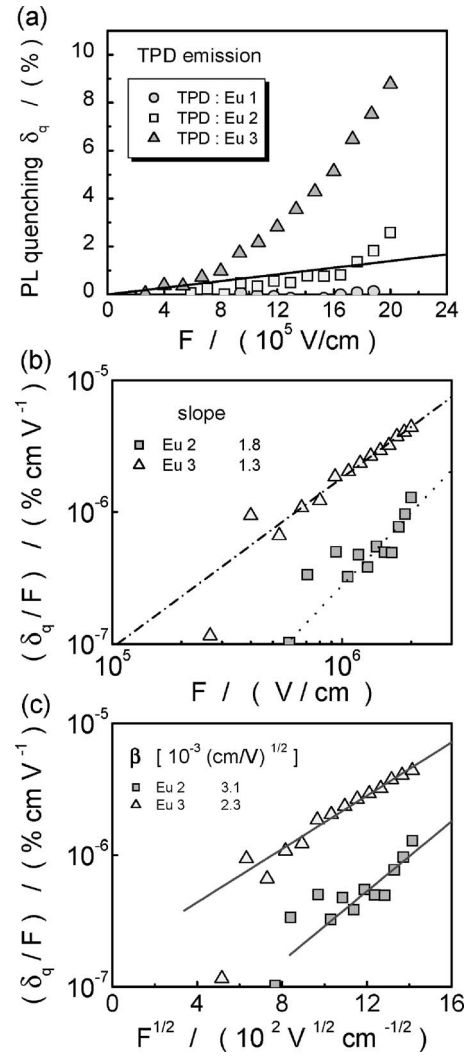 (a)
TPD emission
TPD : Eu 1
TPD : Eu 2
TPD : Eu 3
PL quenching δq / (%)
10
8
6
4
2
0
0 4 8 12 16 20 24
F / ( 10⁵ V/cm)
(b)
slope
Eu 2 1.8
Eu 3 1.3
(δq/F) / (% cm V⁻¹)
10⁻⁵
10⁻⁶
10⁻⁷
10⁵ 10⁶
F / ( V/cm)
(c)
β [ 10⁻³ (cm/V) ¹/²]
Eu 2 3.1
Eu 3 2.3
(δq/F) / (% cm V⁻¹)
10⁻⁵
10⁻⁶
10⁻⁷
0 4 8 12 16
F¹/² / ( 10² V¹/² cm⁻¹/²)